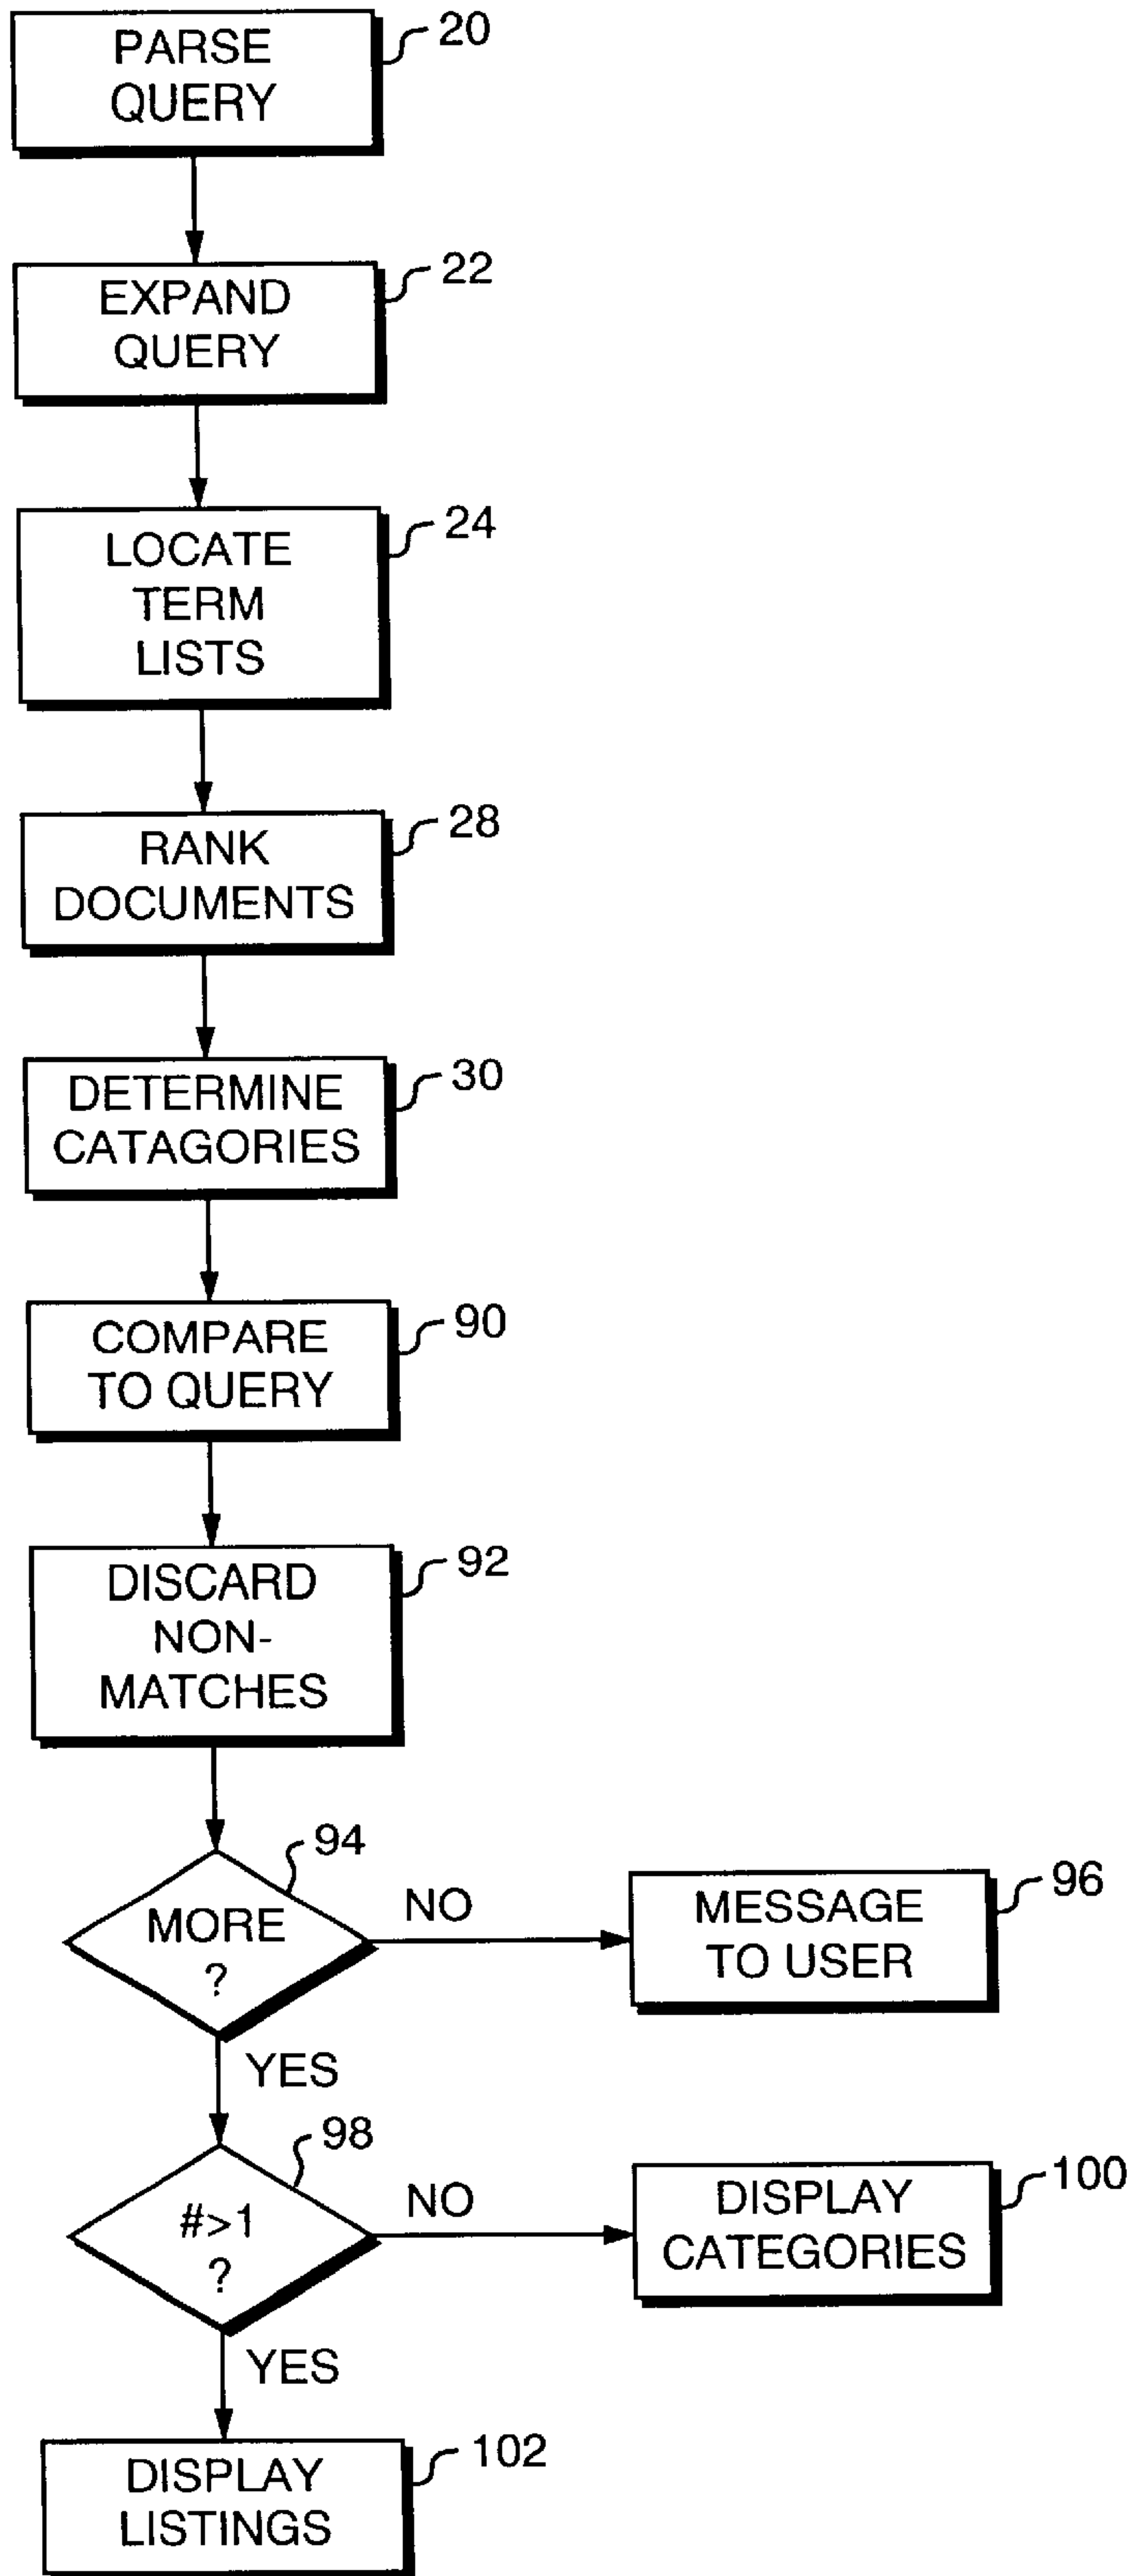 PARSE
QUERY
20
EXPAND
QUERY
22
LOCATE
TERM
LISTS
24
RANK
DOCUMENTS
28
DETERMINE
CATAGORIES
30
COMPARE
TO QUERY
90
DISCARD
NON-
MATCHES
92
MORE
?
94
NO
MESSAGE
TO USER
96
YES
#>1
?
98
NO
DISPLAY
CATEGORIES
100
YES
DISPLAY
LISTINGS
102